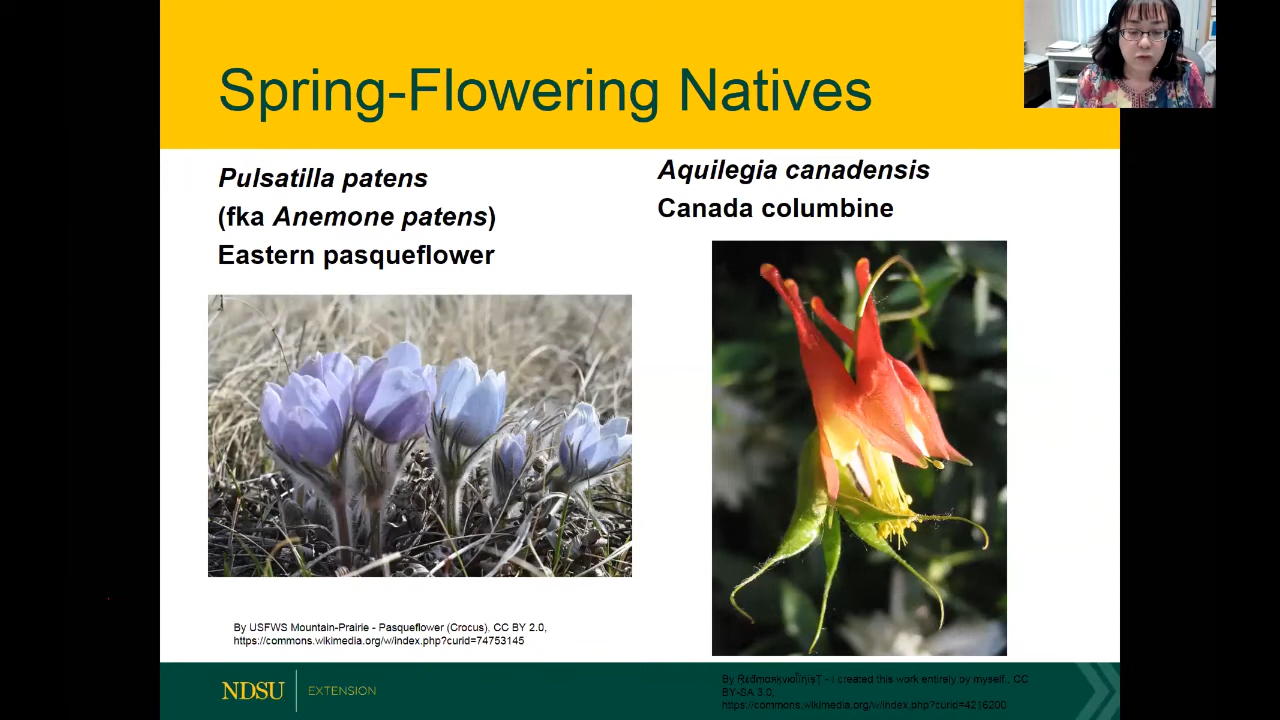 Spring-Flowering Natives
Pulsatilla patens
(fka Anemone patens)
Eastern pasqueflower
Aquilegia canadensis
Canada columbine
By USFWS Mountain-Prairie - Pasqueflower (Crocus), CC BY 2.0,
https://commons.wikimedia.org/w/index.php?curid=74753145
NDSU EXTENSION
By - I created this work entirely by myself., CC
BY-SA 3.0,
https://commons.wikimedia.org/w/index.php?curid=4216200